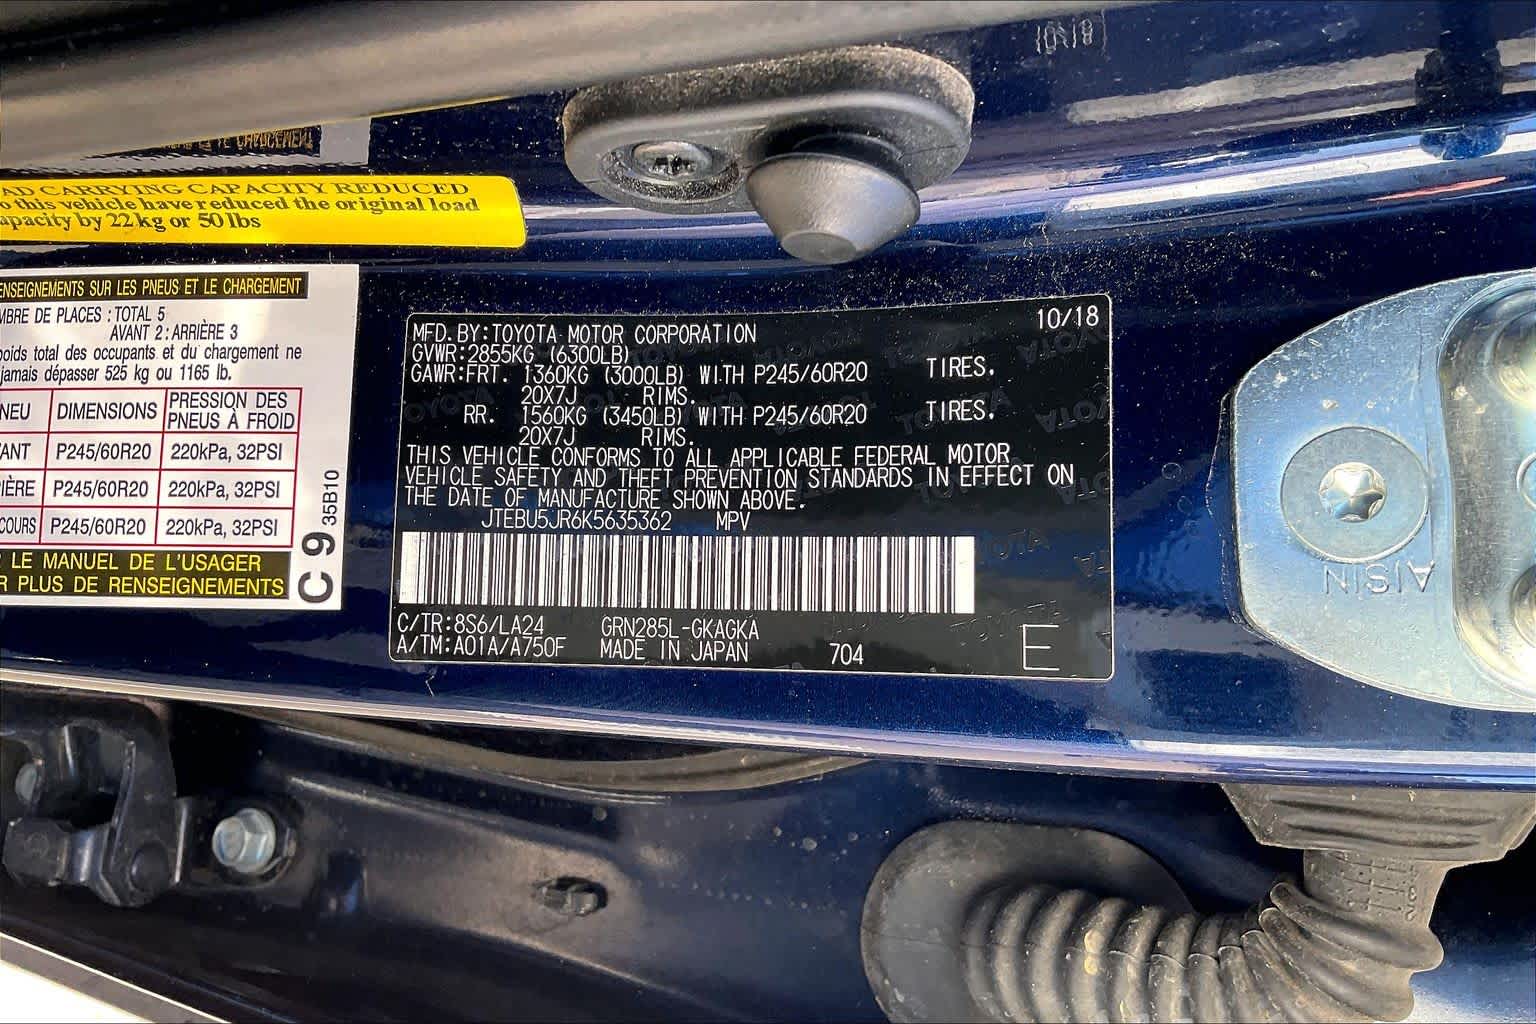 10/18
AD CARRYING CAPACITY REDUCED
o this vehicle have reduced the original load
apacity by 22kg or 50lbs
ENSEIGNEMENTS SUR LES PNEUS ET LE CHARGEMENT
MBRE DE PLACES : TOTAL 5
AVANT 2 : ARRIÈRE 3
poids total des occupants et du chargement ne
jamais dépasser 525 kg ou 1165 lb.
NEU DIMENSIONS PRESSION DES PNEUS À FROID
VANT P245/60R20 220kPa, 32PSI
IÈRE P245/60R20 220kPa, 32PSI
COURS P245/60R20 220kPa, 32PSI
LE MANUEL DE L'USAGER
R PLUS DE RENSEIGNEMENTS
C9 35B10
MFD. BY: TOYOTA MOTOR CORPORATION 10/18
GVWR: 2855KG (6300LB)
GAWR: FRT. 1360KG (3000LB) WITH P245/60R20 TIRES.
20X7J RIMS.
RR. 1560KG (3450LB) WITH P245/60R20 TIRES.
20X7J RIMS.
THIS VEHICLE CONFORMS TO ALL APPLICABLE FEDERAL MOTOR
VEHICLE SAFETY AND THEFT PREVENTION STANDARDS IN EFFECT ON
THE DATE OF MANUFACTURE SHOWN ABOVE.
JTEBU5JR6K5635362 MPV
C/TR: 8S6/LA24 GRN285L-GKAGKA
A/TM: A01A/A750F MADE IN JAPAN 704 E
AISIN